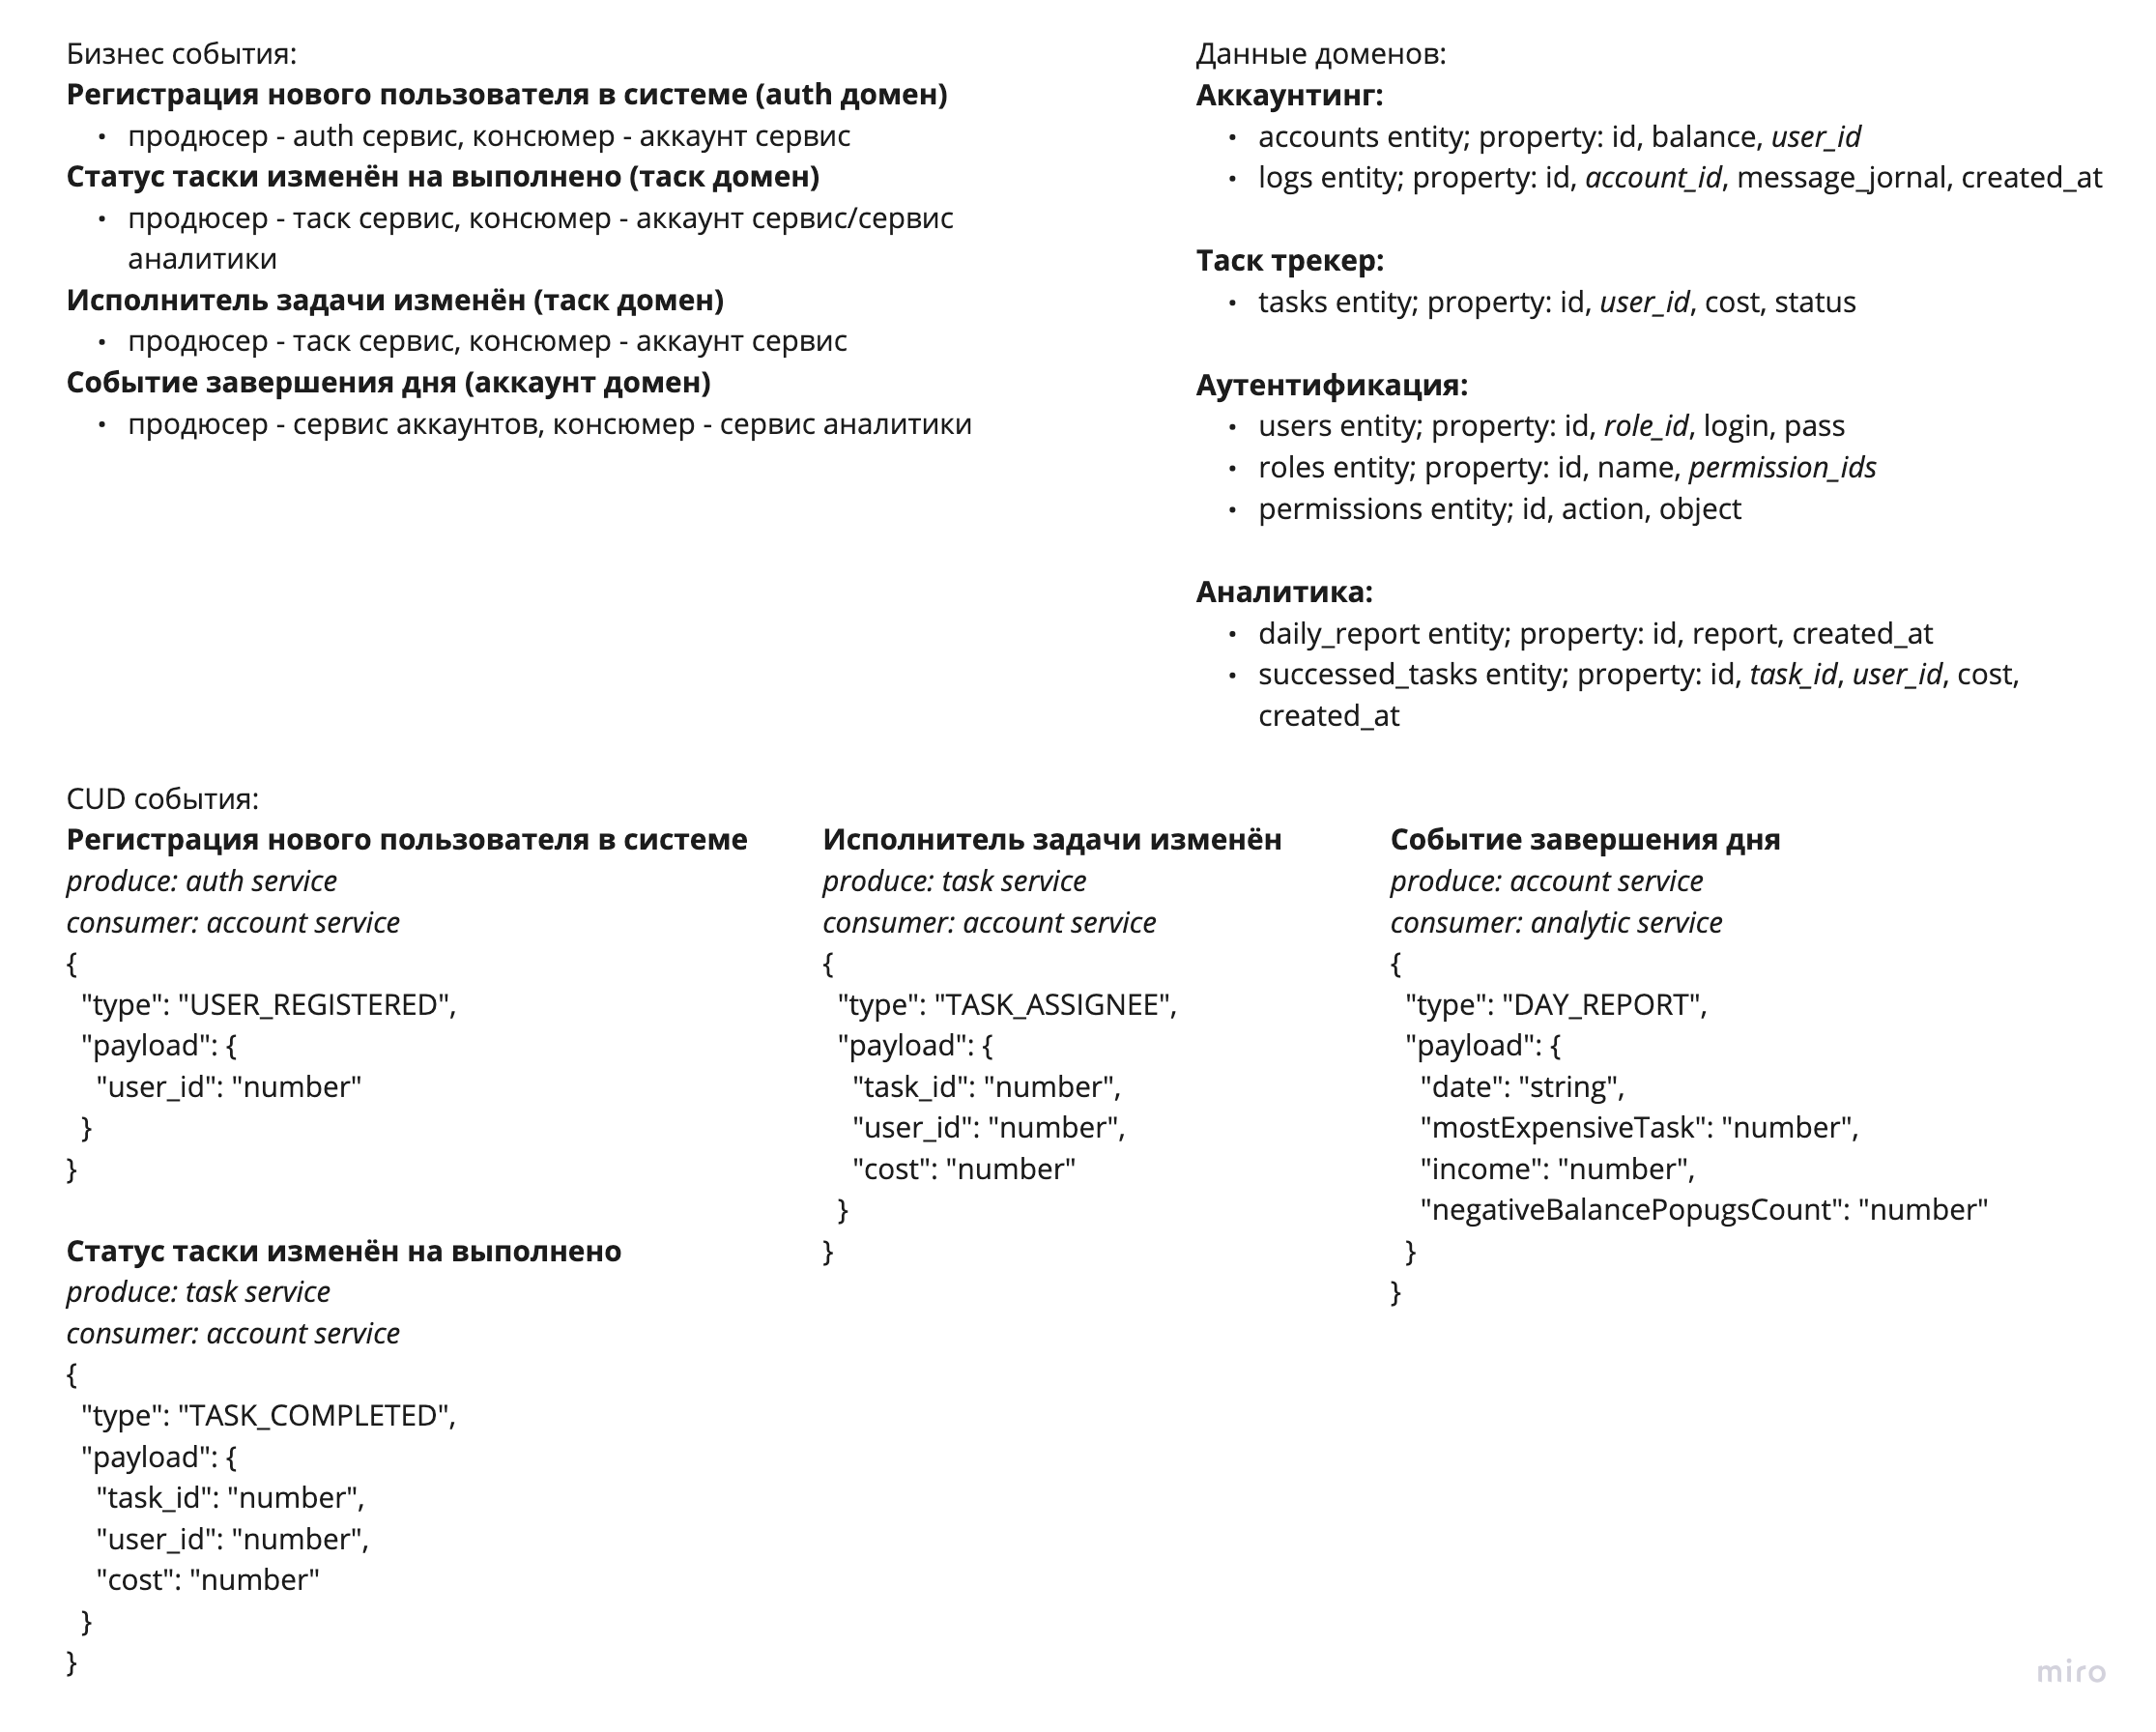 Бизнес события:
Регистрация нового пользователя в системе (auth домен)
• продюсер - auth сервис, консюмер - аккаунт сервис
Статус таски изменён на выполнено (таск домен)
• продюсер - таск сервис, консюмер - аккаунт сервис/сервис
аналитики
Исполнитель задачи изменён (таск домен)
• продюсер - таск сервис, консюмер - аккаунт сервис
Событие завершения дня (аккаунт домен)
• продюсер - сервис аккаунтов, консюмер - сервис аналитики
Данные доменов:
Аккаунтинг:
• accounts entity; property: id, balance, user_id
• logs entity; property: id, account_id, message_jornal, created_at
Таск трекер:
• tasks entity; property: id, user_id, cost, status
Аутентификация:
• users entity; property: id, role_id, login, pass
• roles entity; property: id, name, permission_ids
• permissions entity; id, action, object
Аналитика:
• daily_report entity; property: id, report, created_at
• successed_tasks entity; property: id, task_id, user_id, cost,
created_at
CUD события:
Регистрация нового пользователя в системе
produce: auth service
consumer: account service
{
"type": "USER_REGISTERED",
"payload": {
"user_id": "number"
}
}
Статус таски изменён на выполнено
produce: task service
consumer: account service
{
"type": "TASK_COMPLETED",
"payload": {
"task_id": "number",
"user_id": "number",
"cost": "number"
}
}
Исполнитель задачи изменён
produce: task service
consumer: account service
{
"type": "TASK_ASSIGNEE",
"payload": {
"task_id": "number",
"user_id": "number",
"cost": "number"
}
}
Событие завершения дня
produce: account service
consumer: analytic service
{
"type": "DAY_REPORT",
"payload": {
"date": "string",
"mostExpensiveTask": "number",
"income": "number",
"negativeBalancePopugsCount": "number"
}
}
miro